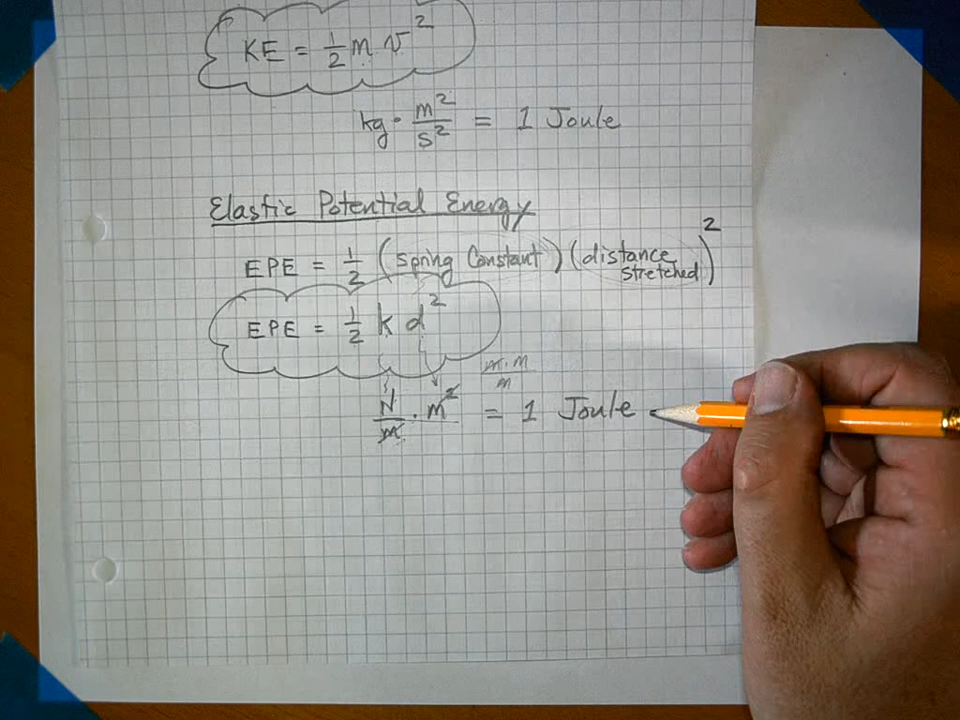 KE = 1/2 m v²
kg · m²/s² = 1 Joule
Elastic Potential Energy
EPE = 1/2 (spring Constant) (distance stretched)²
EPE = 1/2 k d²
m·m/m
N/m · m² = 1 Joule